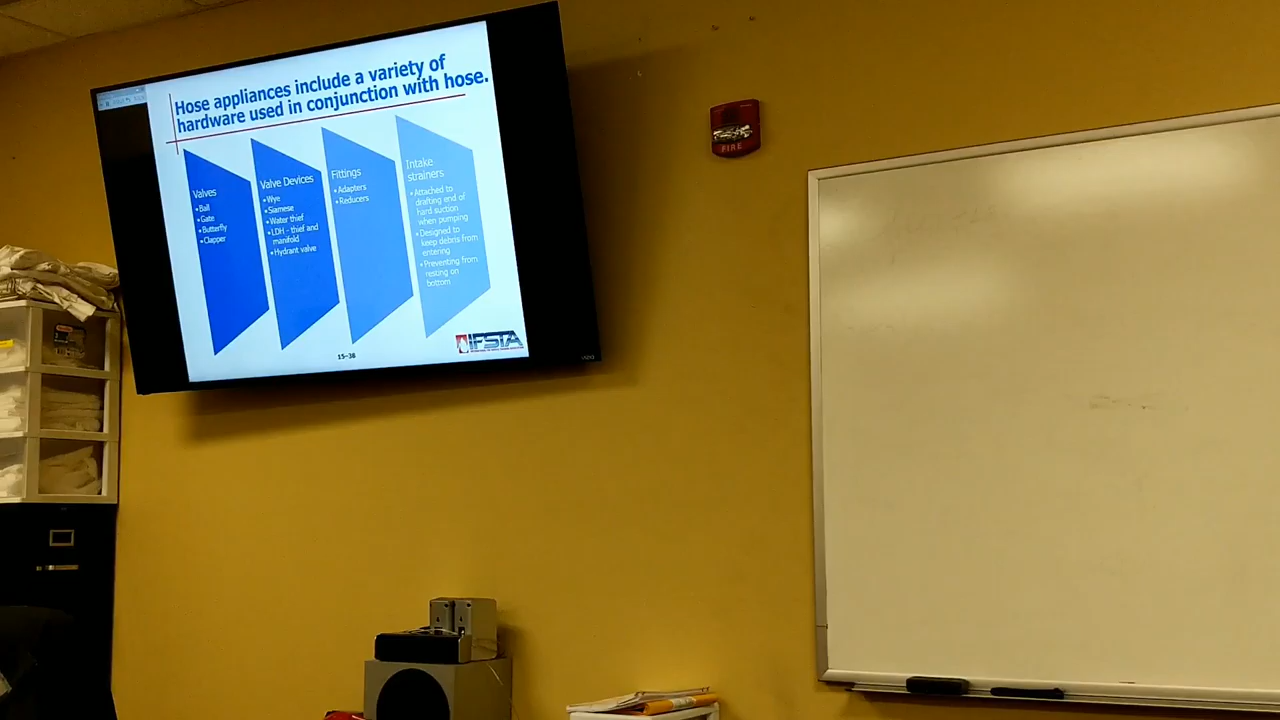 Hose appliances include a variety of
hardware used in conjunction with hose.
Valves
• Ball
• Gate
• Butterfly
• Clapper
Valve Devices
• Wye
• Siamese
• Water thief
• LDH - thief and
manifold
• Hydrant valve
Fittings
• Adapters
• Reducers
Intake
strainers
• Attached to
drafting end of
hard suction
when pumping
• Designed to
keep debris from
entering
• Preventing from
resting on
bottom
15–38
IFSTA
VIZIO
FIRE